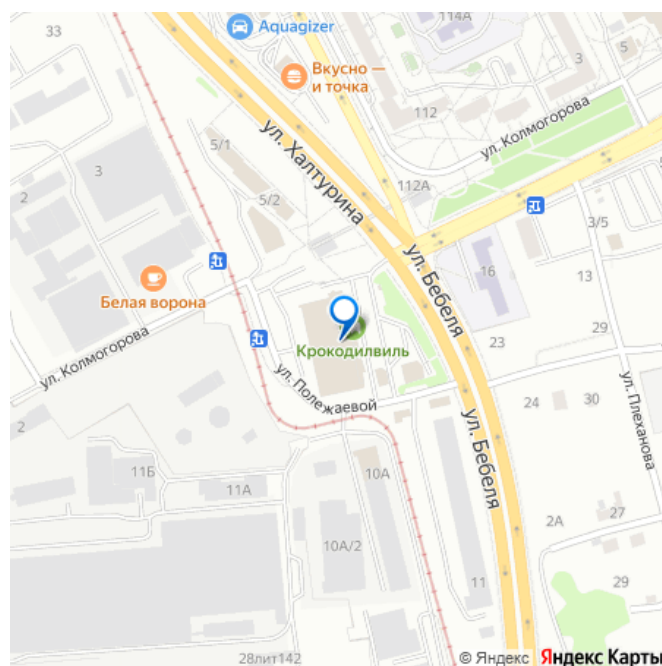 33
Aquagizer
114А
5
Вкусно —
и точка
3
112
ул. Колмогорова
5/1
ул. Халтурина
3
2
5/2
112А
3/5
16
ул. Бебеля
13
Белая ворона
Крокодилвиль
29
23
ул. Колмогорова
ул. Полежаевой
ул. Плеханова
ул. Бебеля
24
30
2
11Б
10А
11А
27
2А
10А/2
11
29
28лит142
© Яндекс Яндекс Карты